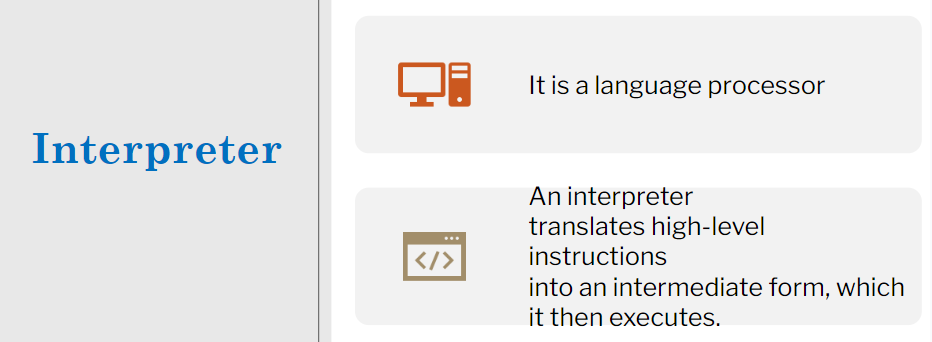 Interpreter
It is a language processor
An interpreter
translates high-level
instructions
into an intermediate form, which
it then executes.